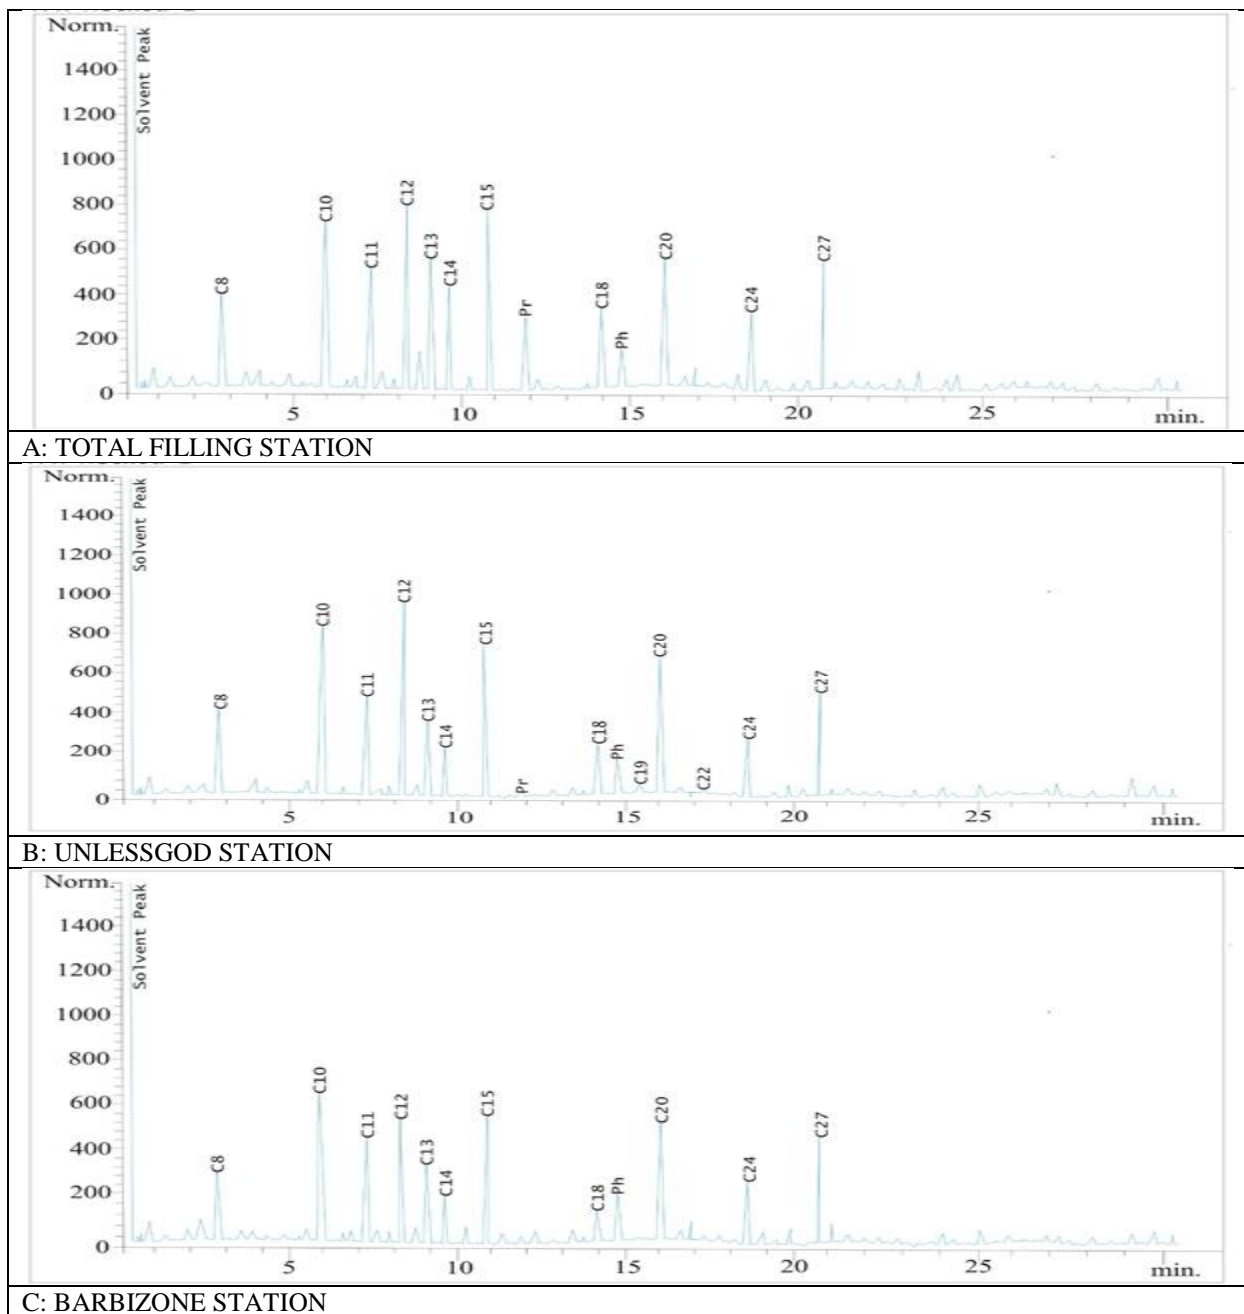 Norm.
Solvent Peak
1400
1200
1000
800
600
400
200
0
C8
C10
C11
C12
C13
C14
C15
Pr
C18
Ph
C20
C24
C27
5
10
15
20
25
min.
A: TOTAL FILLING STATION
Norm.
Solvent Peak
1400
1200
1000
800
600
400
200
0
C8
C10
C11
C12
C13
C14
C15
Pr
C18
Ph
C19
C20
C22
C24
C27
5
10
15
20
25
min.
B: UNLESSGOD STATION
Norm.
Solvent Peak
1400
1200
1000
800
600
400
200
0
C8
C10
C11
C12
C13
C14
C15
C18
Ph
C20
C24
C27
5
10
15
20
25
min.
C: BARBIZONE STATION